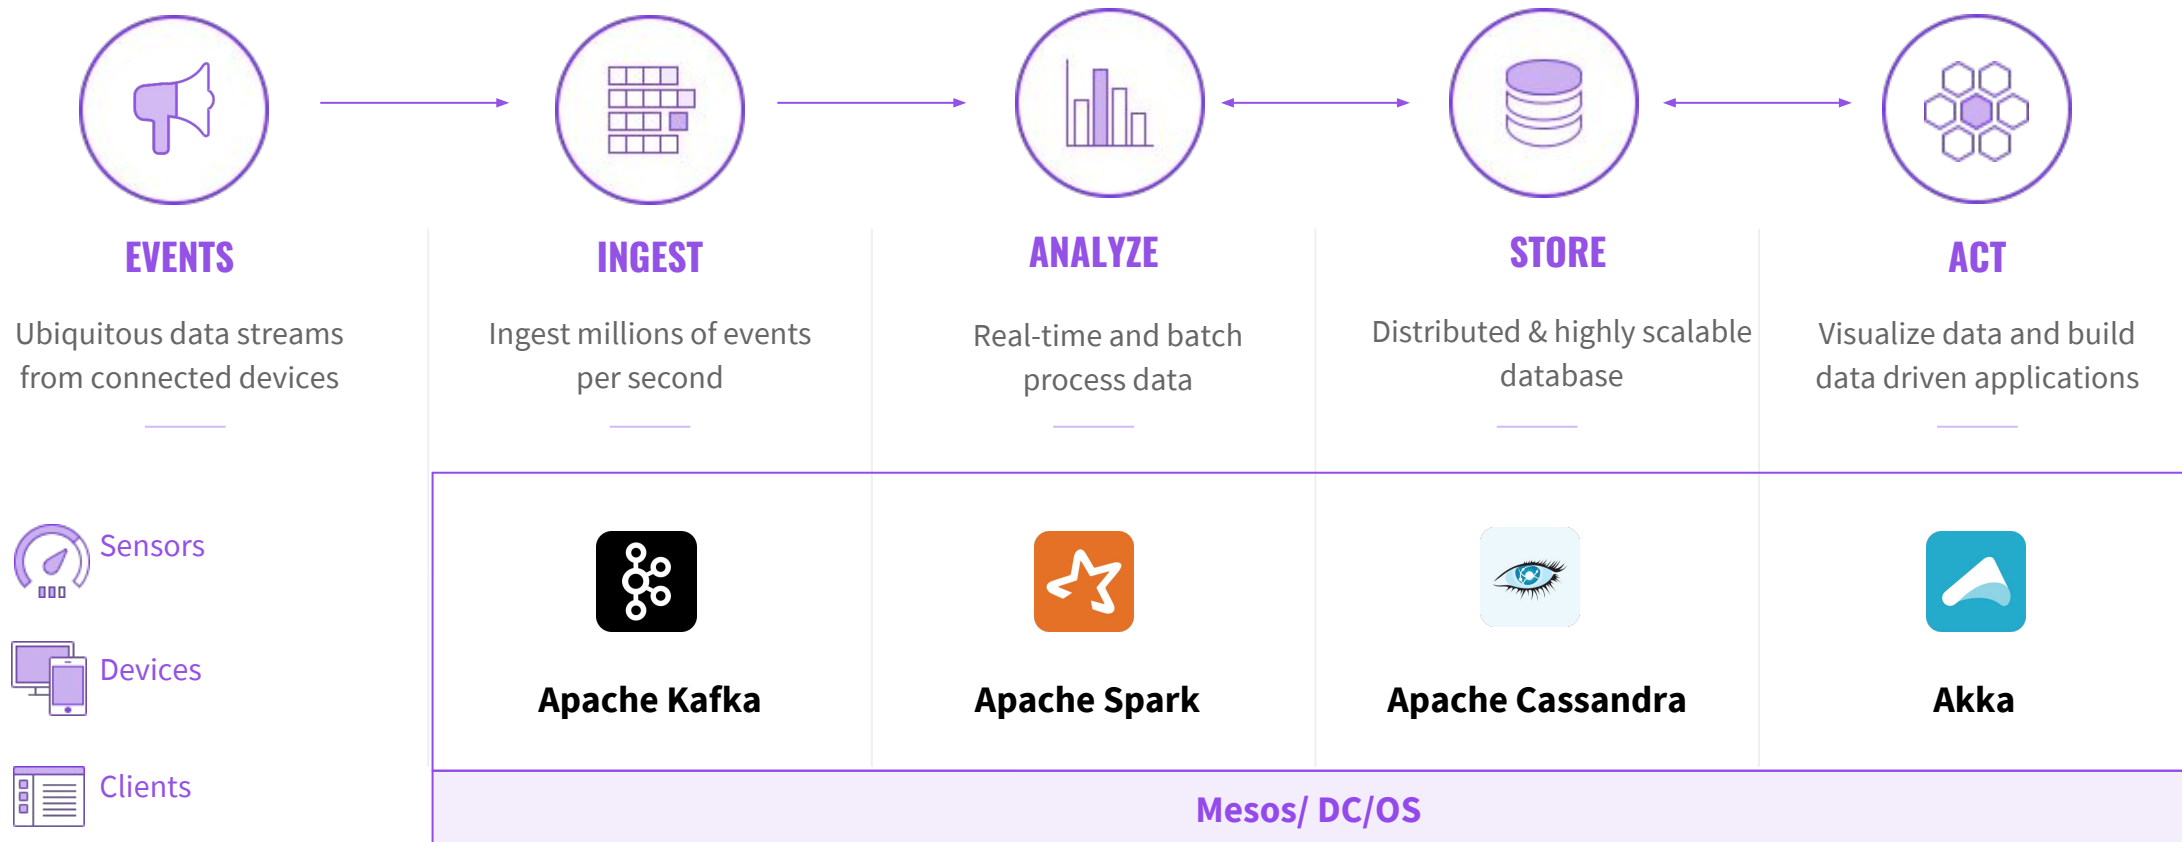 EVENTS
Ubiquitous data streams
from connected devices
Sensors
Devices
Clients
INGEST
Ingest millions of events
per second
Apache Kafka
ANALYZE
Real-time and batch
process data
Apache Spark
STORE
Distributed & highly scalable
database
Apache Cassandra
ACT
Visualize data and build
data driven applications
Akka
Mesos/ DC/OS